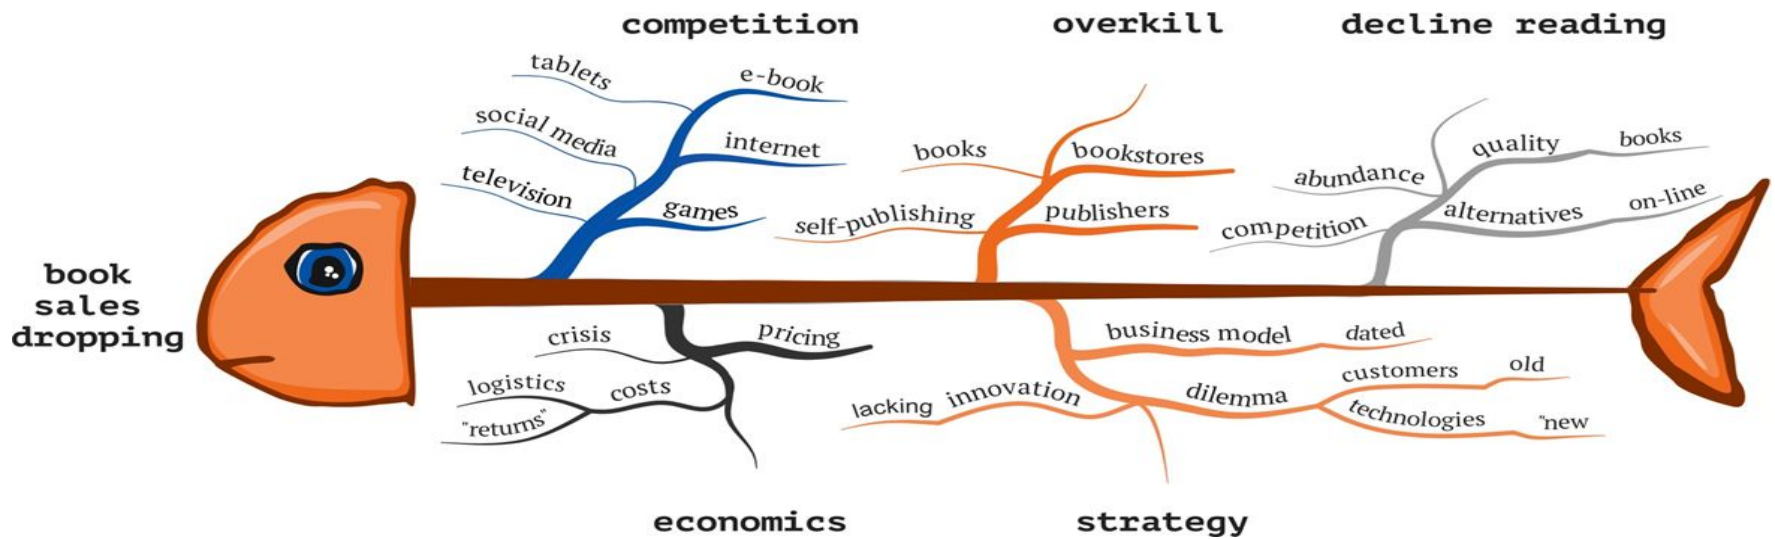 competition
overkill
decline reading
tablets
e-book
social media
internet
television
games
books
bookstores
self-publishing
publishers
quality
books
abundance
alternatives
on-line
competition
book
sales
dropping
crisis
pricing
logistics
costs
"returns"
business model
dated
lacking
innovation
dilemma
customers
old
technologies
"new
economics
strategy